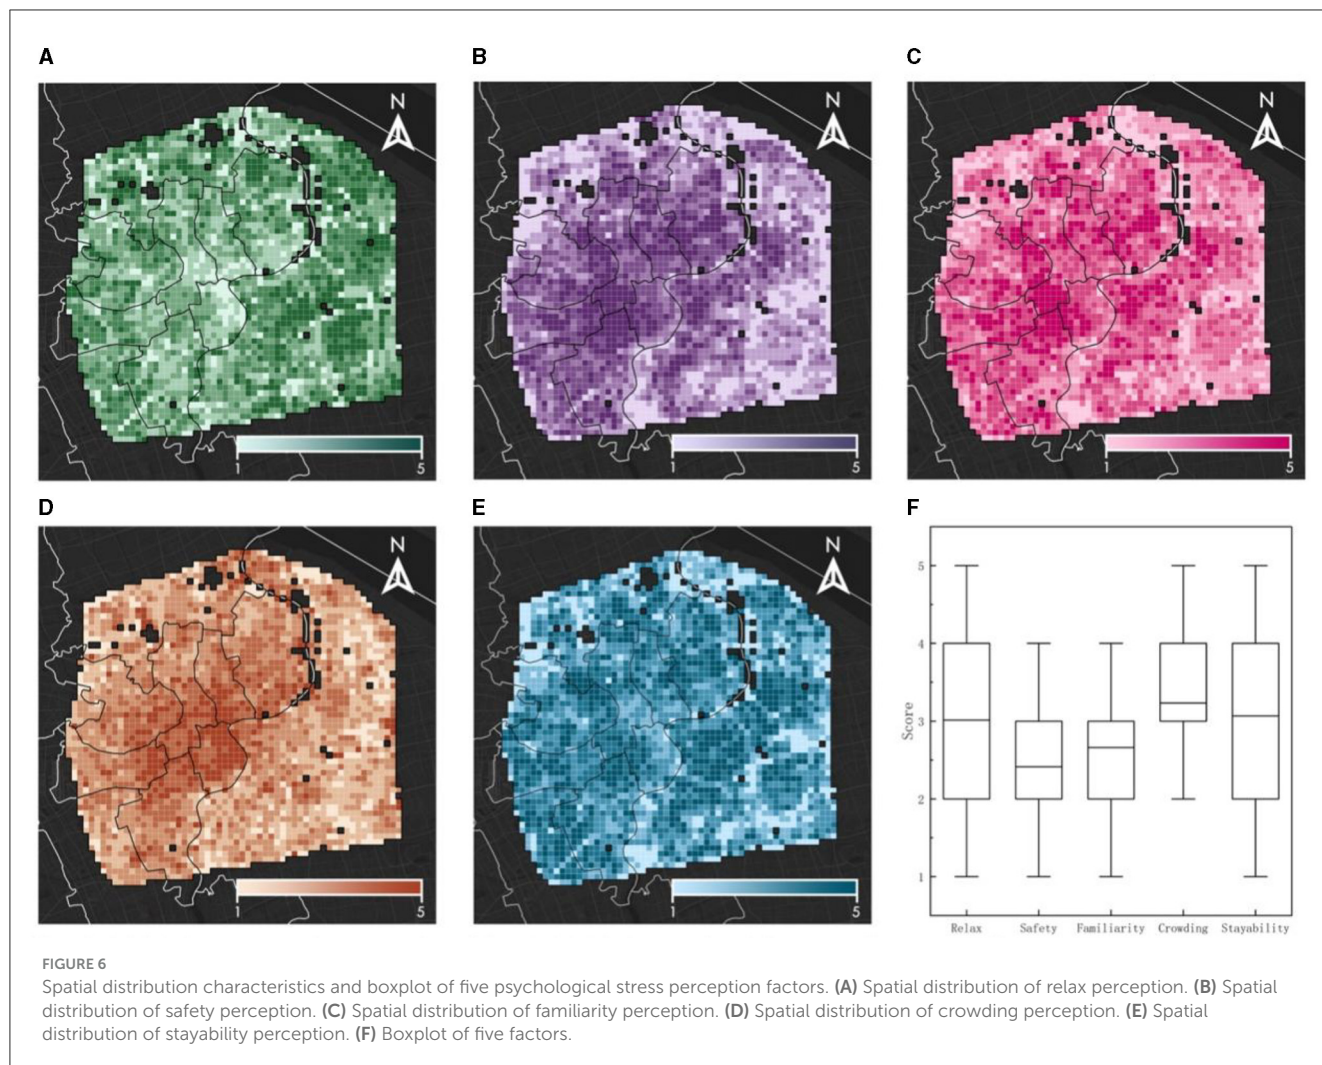 A
B
C
N
N
N
1
5
1
5
1
5
D
E
F
N
N
1
5
1
5
Score
5
4
3
2
1
Relax
Safety
Familiarity
Crowding
Stayability
FIGURE 6
Spatial distribution characteristics and boxplot of five psychological stress perception factors. (A) Spatial distribution of relax perception. (B) Spatial
distribution of safety perception. (C) Spatial distribution of familiarity perception. (D) Spatial distribution of crowding perception. (E) Spatial
distribution of stayability perception. (F) Boxplot of five factors.